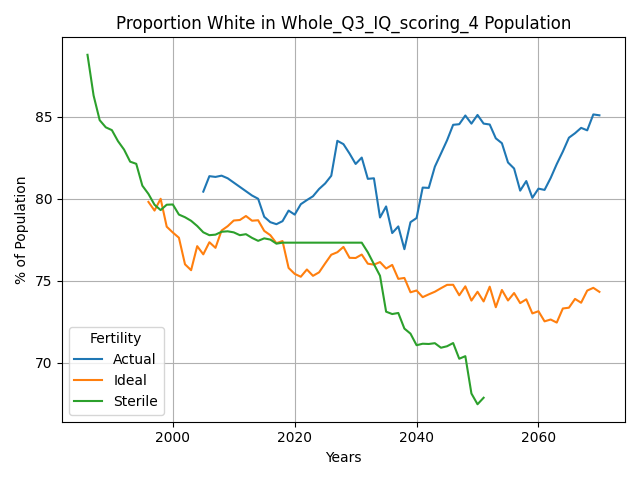 Proportion White in Whole_Q3_IQ_scoring_4 Population
% of Population
85
80
75
70
Fertility
Actual
Ideal
Sterile
2000 2020 2040 2060
Years